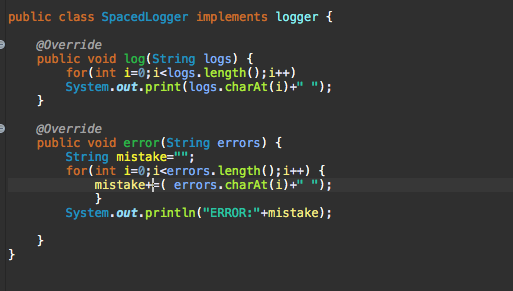 public class SpacedLogger implements logger {
@Override
public void log(String logs) {
for(int i=0;i<logs.length();i++)
System.out.print(logs.charAt(i)+" ");
}
@Override
public void error(String errors) {
String mistake="";
for(int i=0;i<errors.length();i++) {
mistake+=( errors.charAt(i)+" ");
}
System.out.println("ERROR:"+mistake);
}
}